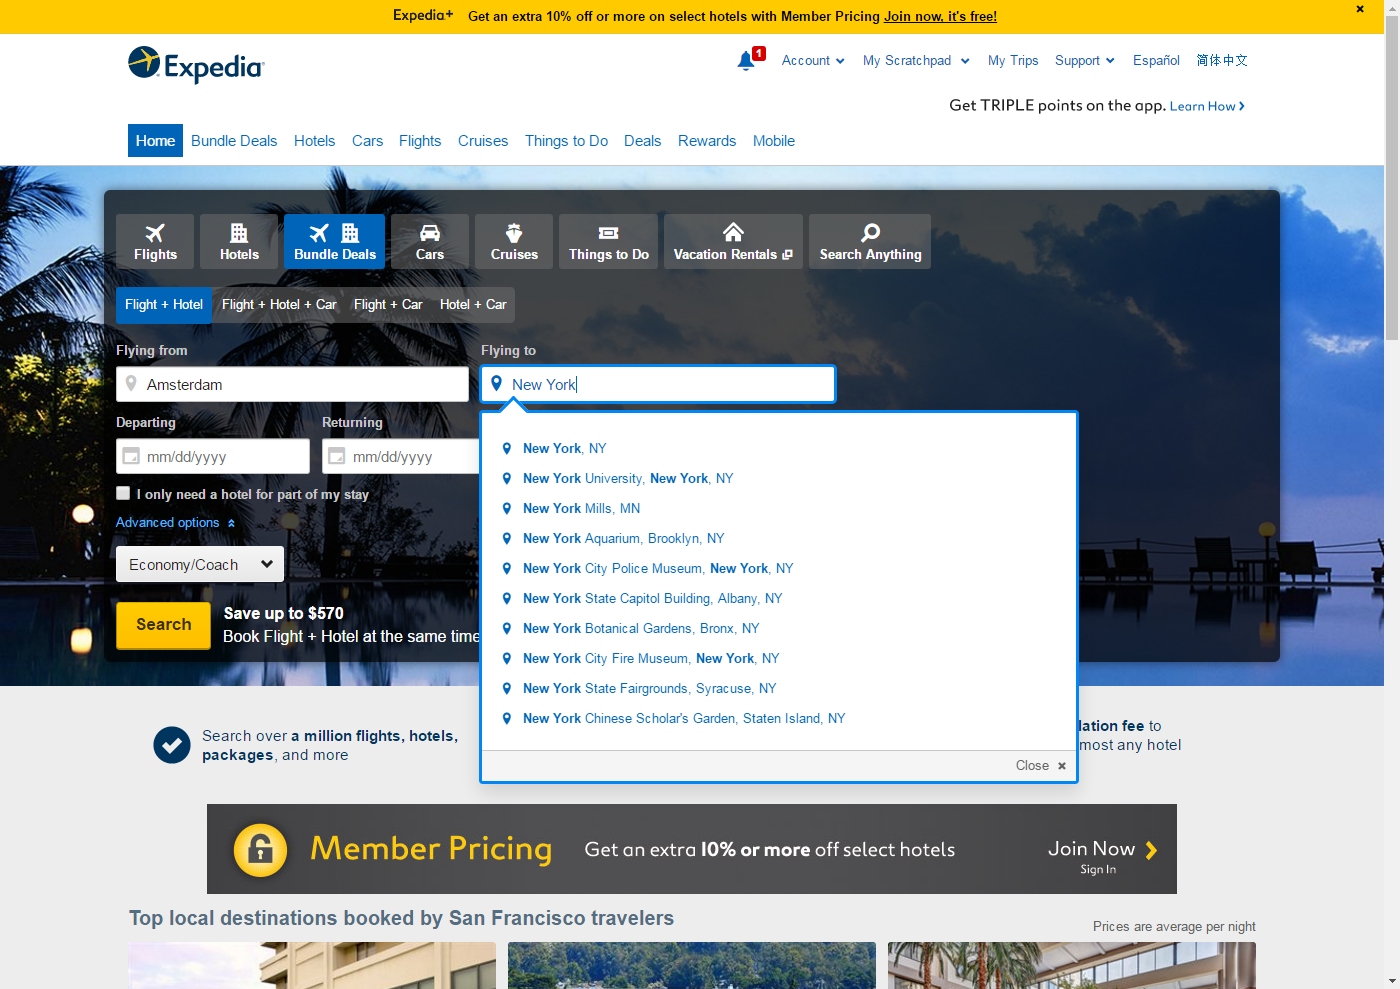 Expedia+ Get an extra 10% off or more on select hotels with Member Pricing Join now, it's free!
Expedia
1
Account
My Scratchpad
My Trips
Support
Español
简体中文
Get TRIPLE points on the app. Learn How
Home
Bundle Deals
Hotels
Cars
Flights
Cruises
Things to Do
Deals
Rewards
Mobile
Flights
Hotels
Bundle Deals
Cars
Cruises
Things to Do
Vacation Rentals
Search Anything
Flight + Hotel
Flight + Hotel + Car
Flight + Car
Hotel + Car
Flying from
Flying to
Amsterdam
New York
Departing
Returning
mm/dd/yyyy
mm/dd/yyyy
I only need a hotel for part of my stay
Advanced options
Economy/Coach
Search
Save up to $570
Book Flight + Hotel at the same time
New York, NY
New York University, New York, NY
New York Mills, MN
New York Aquarium, Brooklyn, NY
New York City Police Museum, New York, NY
New York State Capitol Building, Albany, NY
New York Botanical Gardens, Bronx, NY
New York City Fire Museum, New York, NY
New York State Fairgrounds, Syracuse, NY
New York Chinese Scholar's Garden, Staten Island, NY
Close
Search over a million flights, hotels,
packages, and more
lation fee to
most any hotel
Member Pricing
Get an extra 10% or more off select hotels
Join Now
Sign In
Top local destinations booked by San Francisco travelers
Prices are average per night